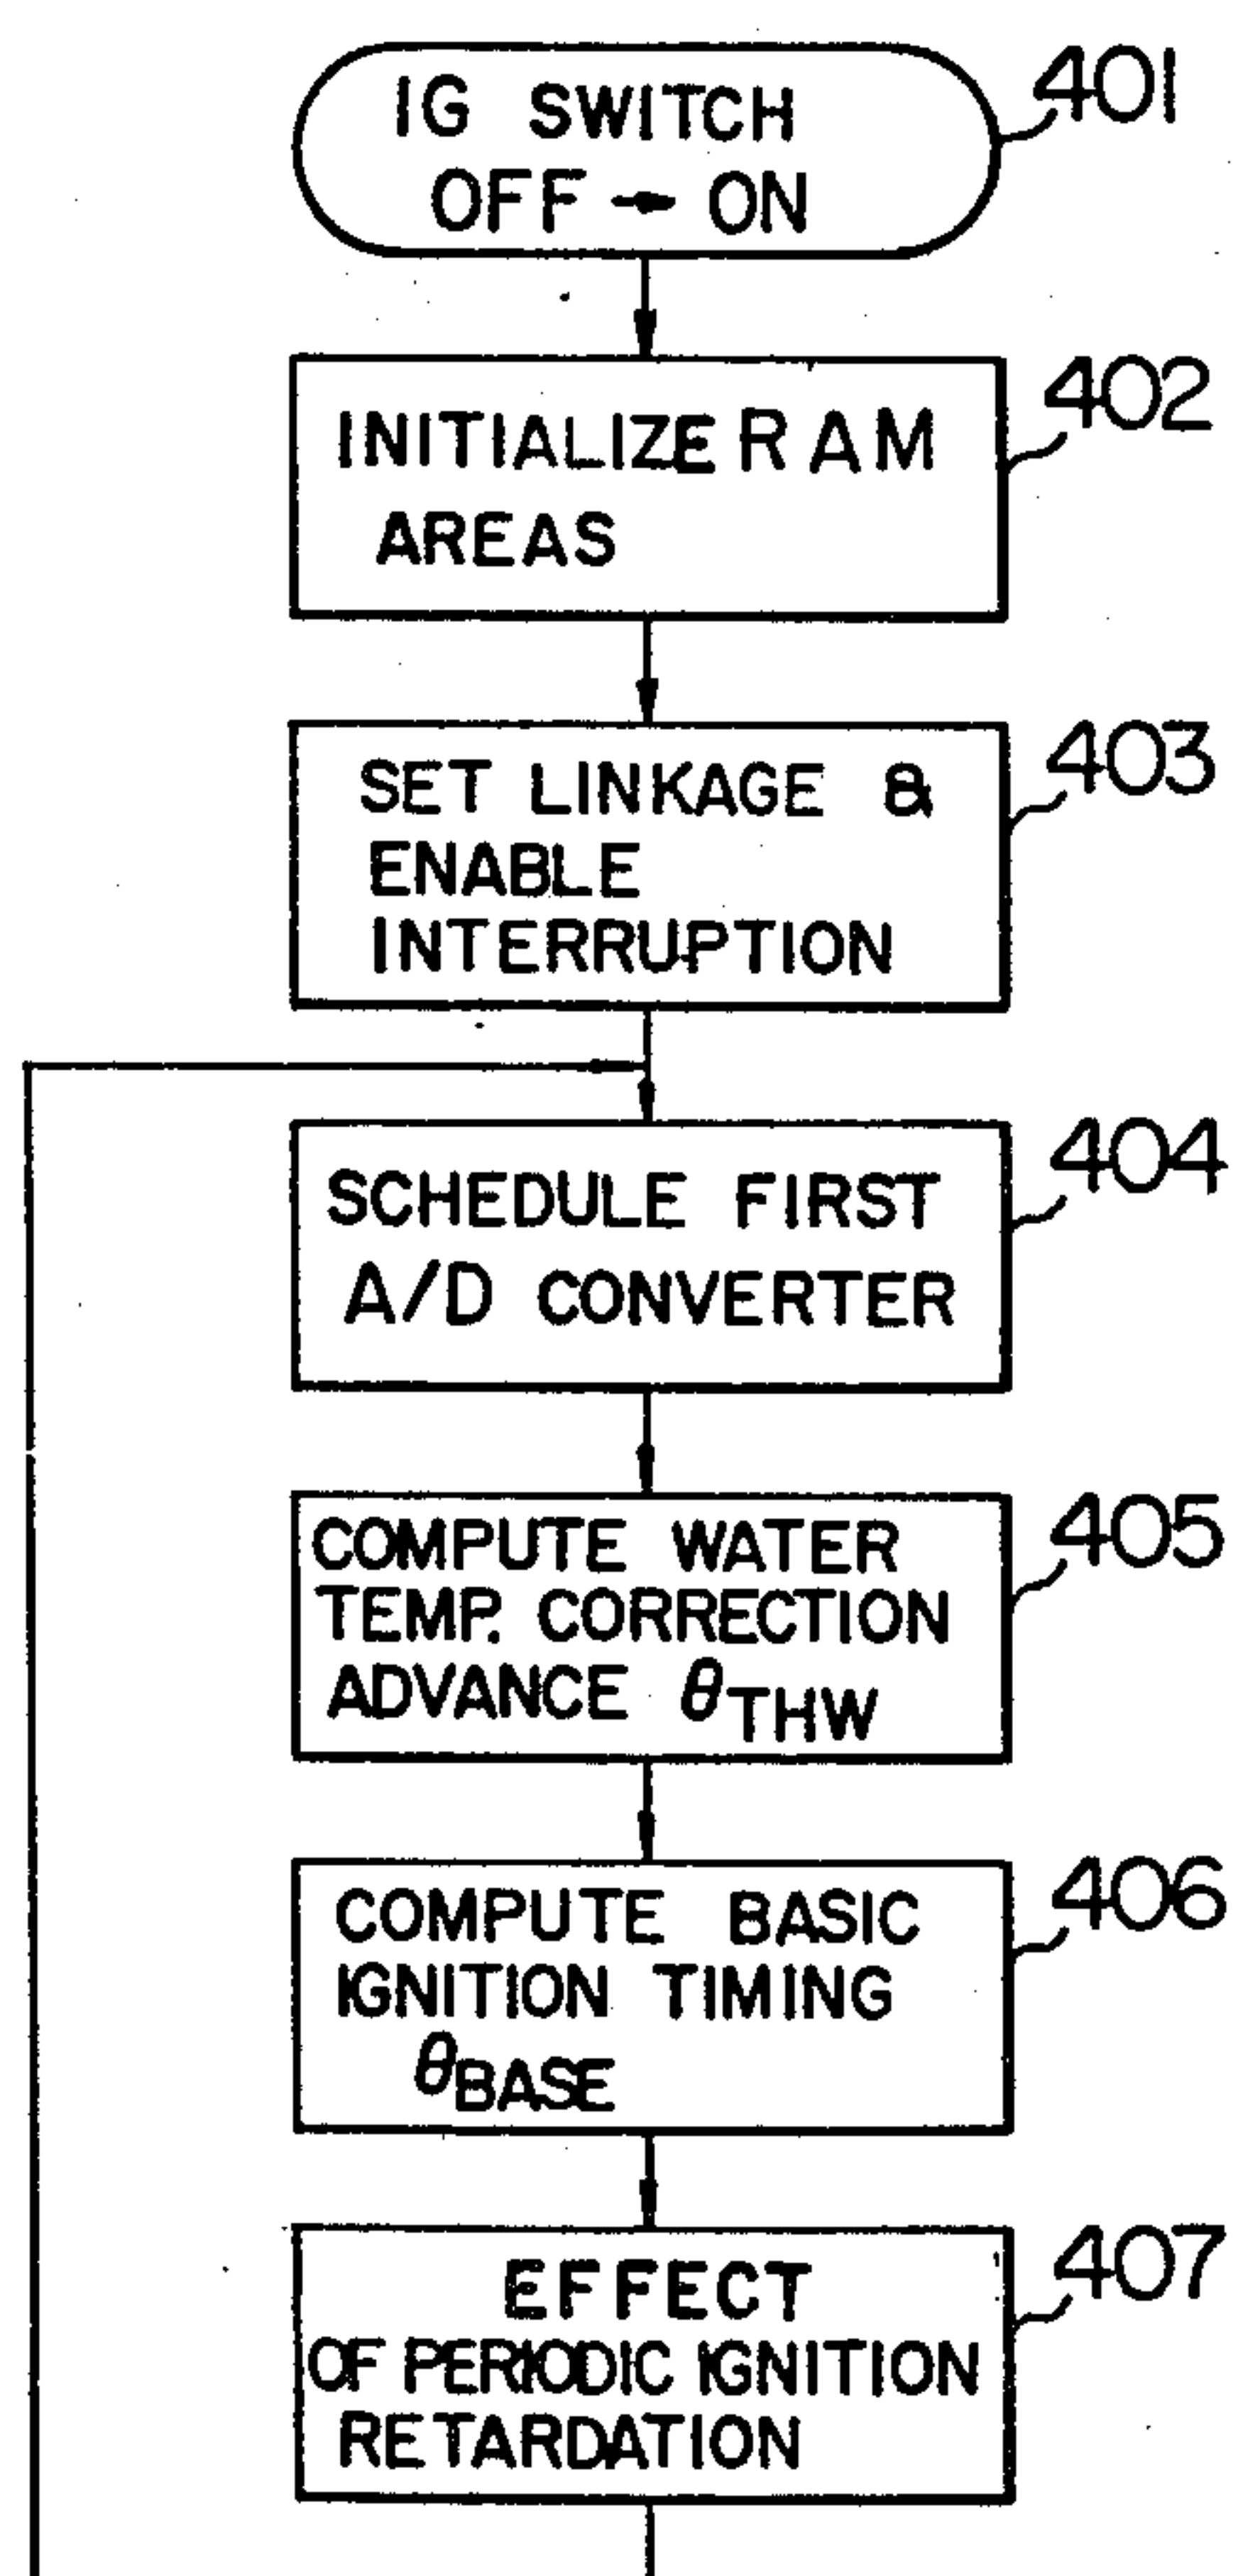 IG SWITCH
OFF → ON
401
INITIALIZE RAM
AREAS
402
SET LINKAGE &
ENABLE
INTERRUPTION
403
SCHEDULE FIRST
A/D CONVERTER
404
COMPUTE WATER
TEMP. CORRECTION
ADVANCE θTHW
405
COMPUTE BASIC
IGNITION TIMING
θBASE
406
EFFECT
OF PERIODIC IGNITION
RETARDATION
407